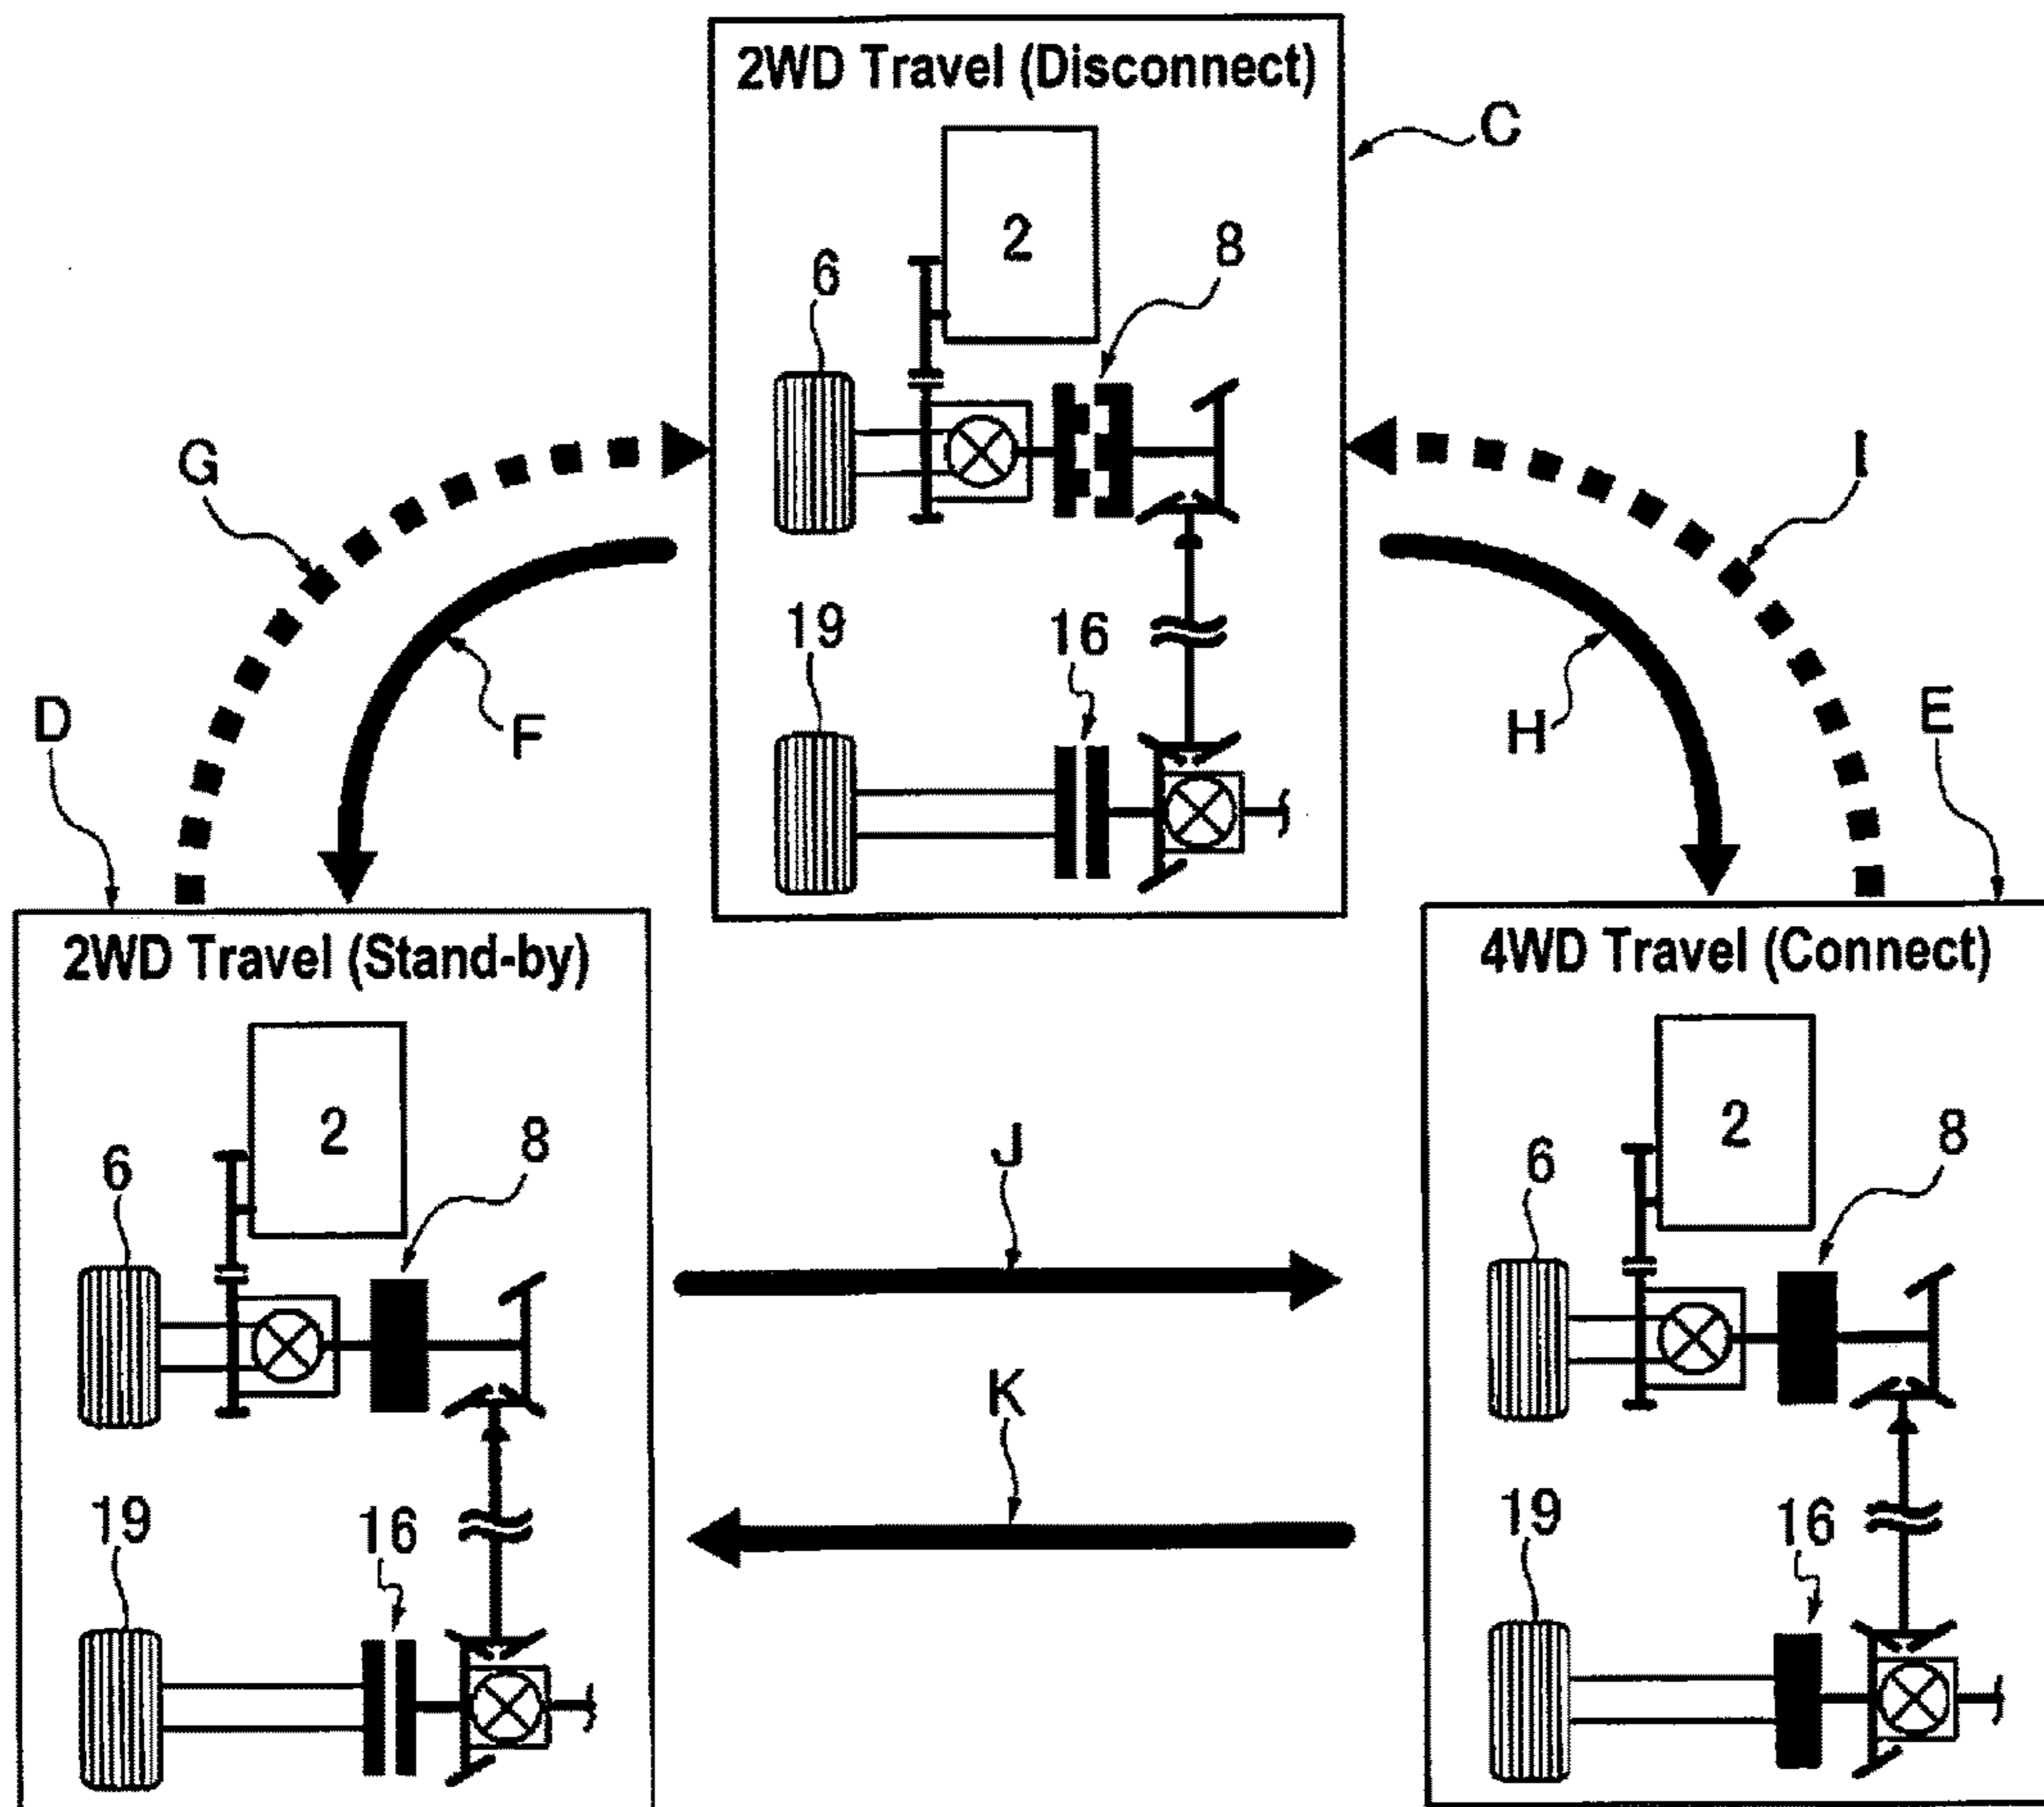 2WD Travel (Disconnect)
C
2
8
6
G
I
19
16
F
H
D
E
2WD Travel (Stand-by)
2
8
6
19
16
J
K
4WD Travel (Connect)
2
8
6
19
16